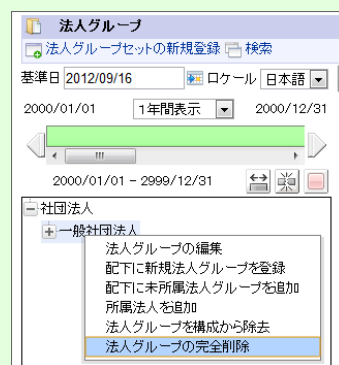 法人グループ
法人グループセットの新規登録 検索
基準日 2012/09/16 ロケール 日本語
2000/01/01 1年間表示 2000/12/31
2000/01/01 - 2999/12/31
社団法人
一般社団法人
法人グループの編集
配下に新規法人グループを登録
配下に未所属法人グループを追加
所属法人を追加
法人グループを構成から除去
法人グループの完全削除